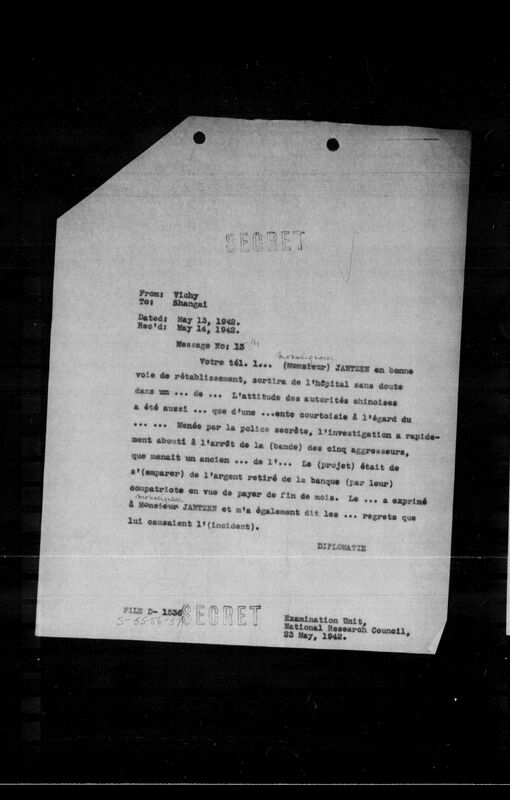 SECRET
From: Vichy
To: Shangai
Dated: May 13, 1942.
Rec'd: May 14, 1942.
Message No: 13
Monseigneur
Votre tél. 1... (Monsieur) JANTZEN en bonne
voie de rétablissement, sortira de l'hôpital sans doute
dans un ... de ... L'attitude des autorités chinoises
a été aussi ... que d'une ...ente courtoisie à l'égard du
... ... Menée par la police secrète, l'investigation a rapide-
ment abouti à l'arrêt de la (bande) des cinq aggresseurs,
que menait un ancien ... de l'... Le (projet) était de
s'(emparer) de l'argent retiré de la banque (par leur)
compatriote en vue de payer de fin de mois. Le ... a exprimé
Monseigneur
à Monsieur JANTZEN et m'a également dit les ... regrets que
lui causaient l'(incident).
DIPLOMATIE
FILE D- 1536
SECRET
S-55-56-57
Examination Unit,
National Research Council,
23 May, 1942.